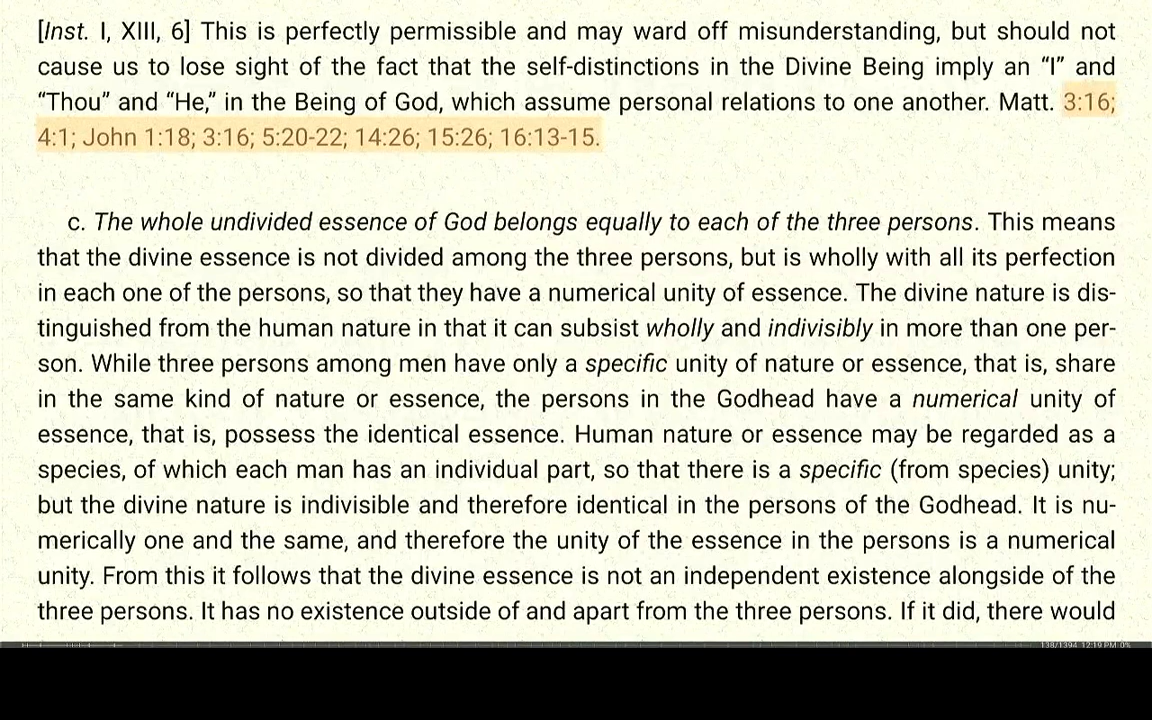 [Inst. I, XIII, 6] This is perfectly permissible and may ward off misunderstanding, but should not
cause us to lose sight of the fact that the self-distinctions in the Divine Being imply an “I” and
“Thou” and “He,” in the Being of God, which assume personal relations to one another. Matt. 3:16;
4:1; John 1:18; 3:16; 5:20-22; 14:26; 15:26; 16:13-15.
c. The whole undivided essence of God belongs equally to each of the three persons. This means
that the divine essence is not divided among the three persons, but is wholly with all its perfection
in each one of the persons, so that they have a numerical unity of essence. The divine nature is dis-
tinguished from the human nature in that it can subsist wholly and indivisibly in more than one per-
son. While three persons among men have only a specific unity of nature or essence, that is, share
in the same kind of nature or essence, the persons in the Godhead have a numerical unity of
essence, that is, possess the identical essence. Human nature or essence may be regarded as a
species, of which each man has an individual part, so that there is a specific (from species) unity;
but the divine nature is indivisible and therefore identical in the persons of the Godhead. It is nu-
merically one and the same, and therefore the unity of the essence in the persons is a numerical
unity. From this it follows that the divine essence is not an independent existence alongside of the
three persons. It has no existence outside of and apart from the three persons. If it did, there would
138/1394 12:19 PM 0%